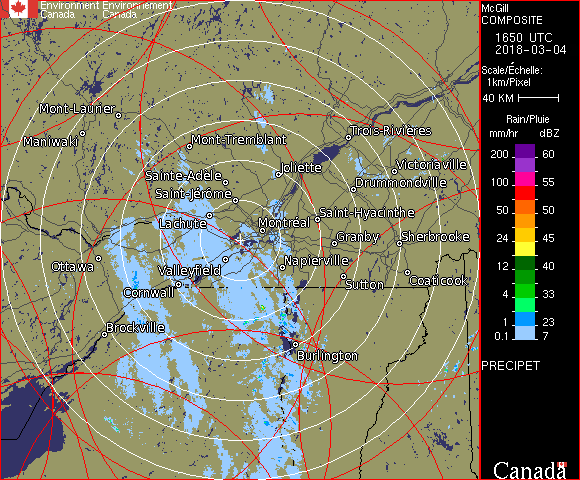 Environment Environnement
Canada Canada
McGill
COMPOSITE
1650 UTC
2018-03-04
Scale/Échelle:
1km/Pixel
40 KM
Rain/Pluie
mm/hr dBZ
200 60
100 55
50 50
24 45
12 40
4 33
1 23
0.1 7
PRECIPET
Canada
Mont-Laurier
Maniwaki
Mont-Tremblant
Trois-Rivières
Joliette
Victoriaville
Sainte-Adèle
Drummondville
Saint-Jérôme
Saint-Hyacinthe
Lachute
Montréal
Granby
Sherbrooke
Ottawa
Valleyfield
Napierville
Cornwall
Sutton
Coaticook
Brockville
Burlington